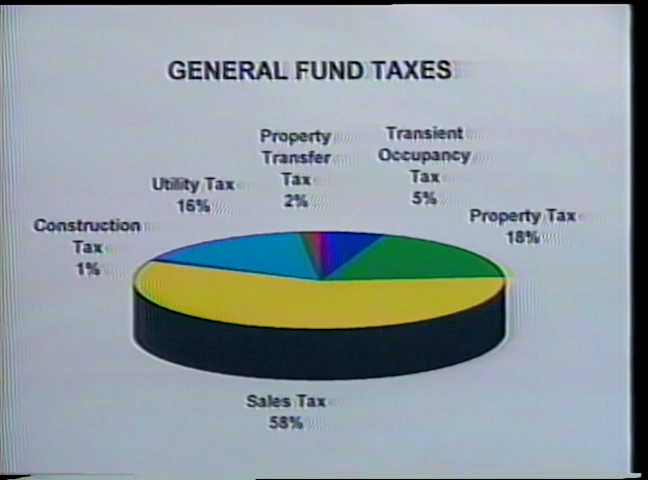 GENERAL FUND TAXES
Property
Transfer
Tax
2%
Transient
Occupancy
Tax
5%
Utility Tax
16%
Property Tax
18%
Construction
Tax
1%
Sales Tax
58%